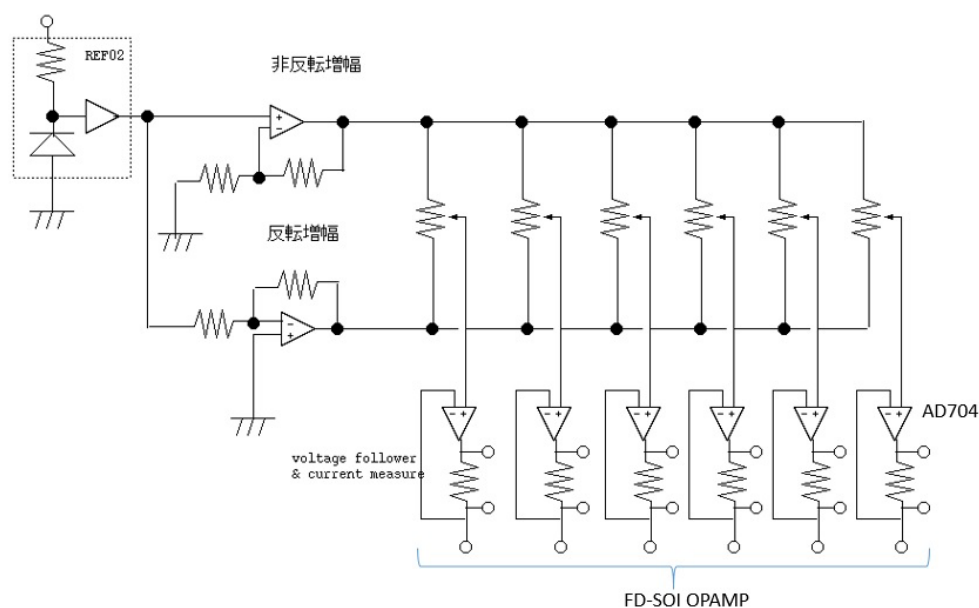 REF02
非反転増幅
反転増幅
AD704
voltage follower
& current measure
FD-SOI OPAMP